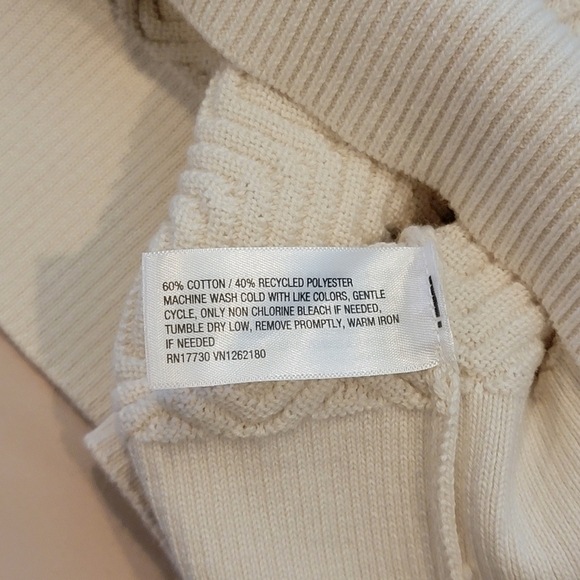 60% COTTON / 40% RECYCLED POLYESTER
MACHINE WASH COLD WITH LIKE COLORS, GENTLE
CYCLE, ONLY NON CHLORINE BLEACH IF NEEDED,
TUMBLE DRY LOW, REMOVE PROMPTLY, WARM IRON
IF NEEDED
RN17730 VN1262180